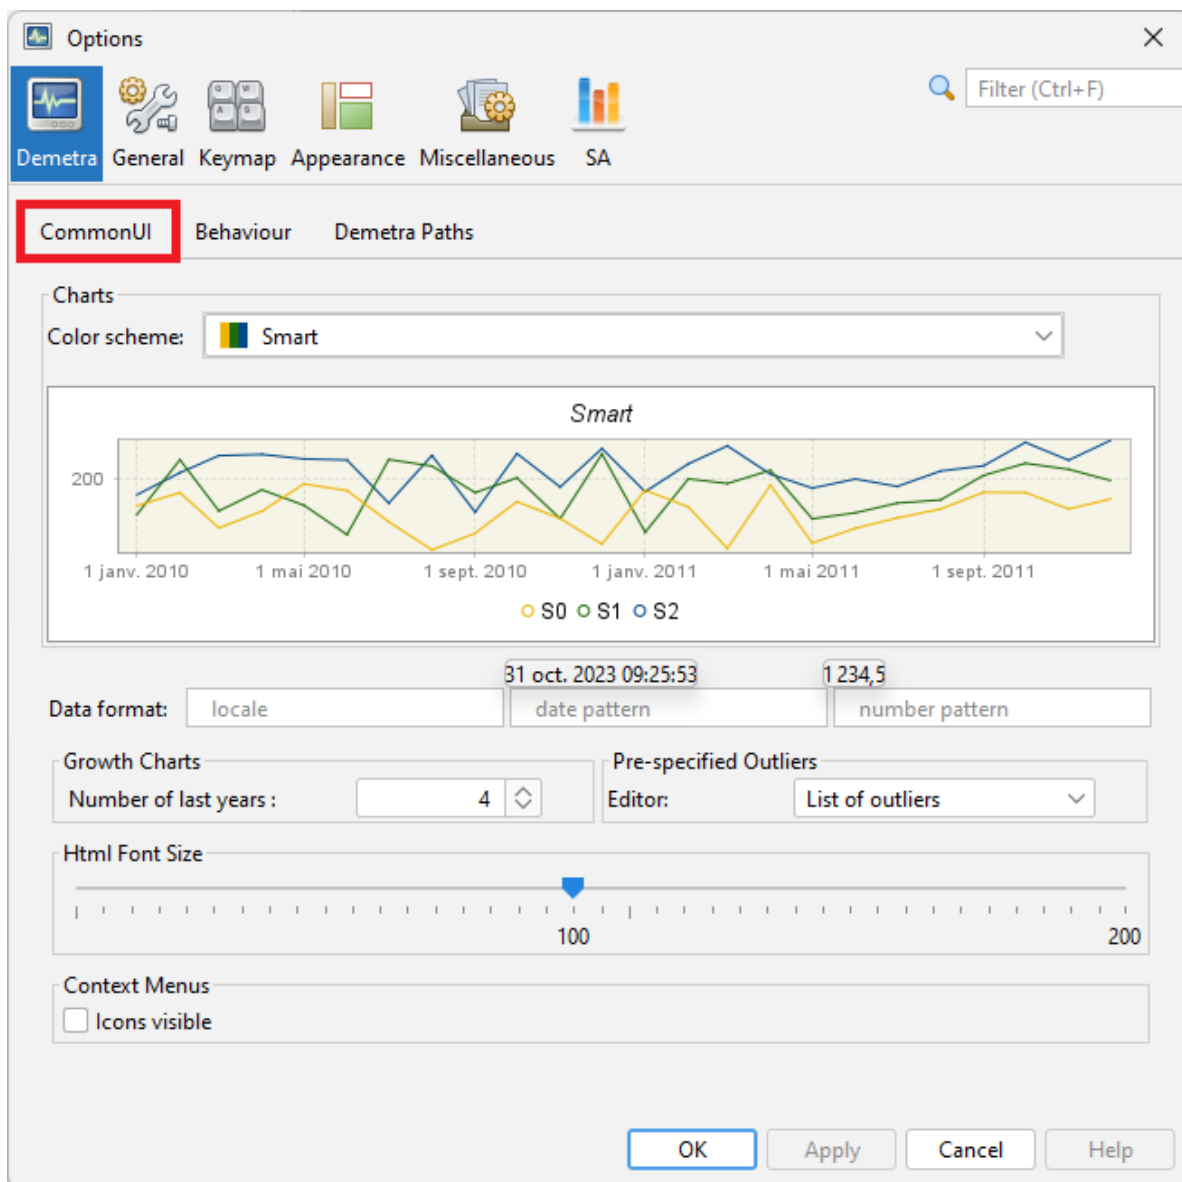 Options
Filter (Ctrl+F)
Demetra General Keymap Appearance Miscellaneous SA
CommonUI Behaviour Demetra Paths
Charts
Color scheme: Smart
Smart
200
1 janv. 2010 1 mai 2010 1 sept. 2010 1 janv. 2011 1 mai 2011 1 sept. 2011
S0 S1 S2
31 oct. 2023 09:25:53 1 234,5
Data format: locale date pattern number pattern
Growth Charts Pre-specified Outliers
Number of last years : 4 Editor: List of outliers
Html Font Size
100 200
Context Menus
Icons visible
OK Apply Cancel Help